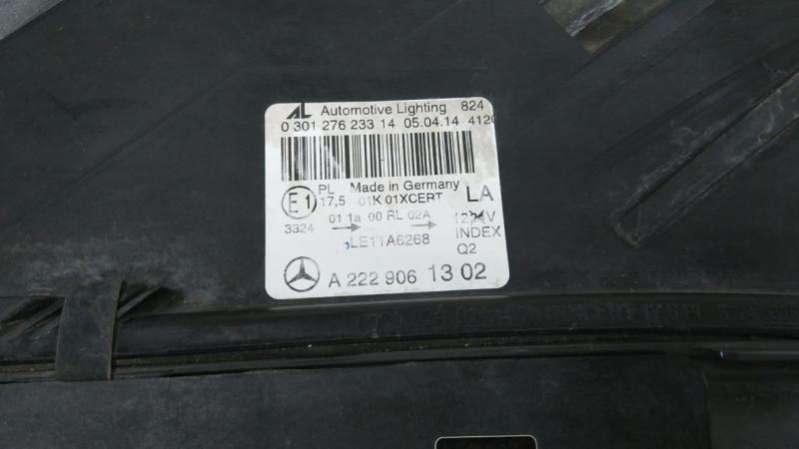 AL Automotive Lighting 824
0 301 276 233 14 05.04.14 412
Made in Germany
E1 PL 17,5 01K 01XCERT LA
3324 01 1a 00 RL 02A
LE11A6268 INDEX
Q2
A 222 906 13 02